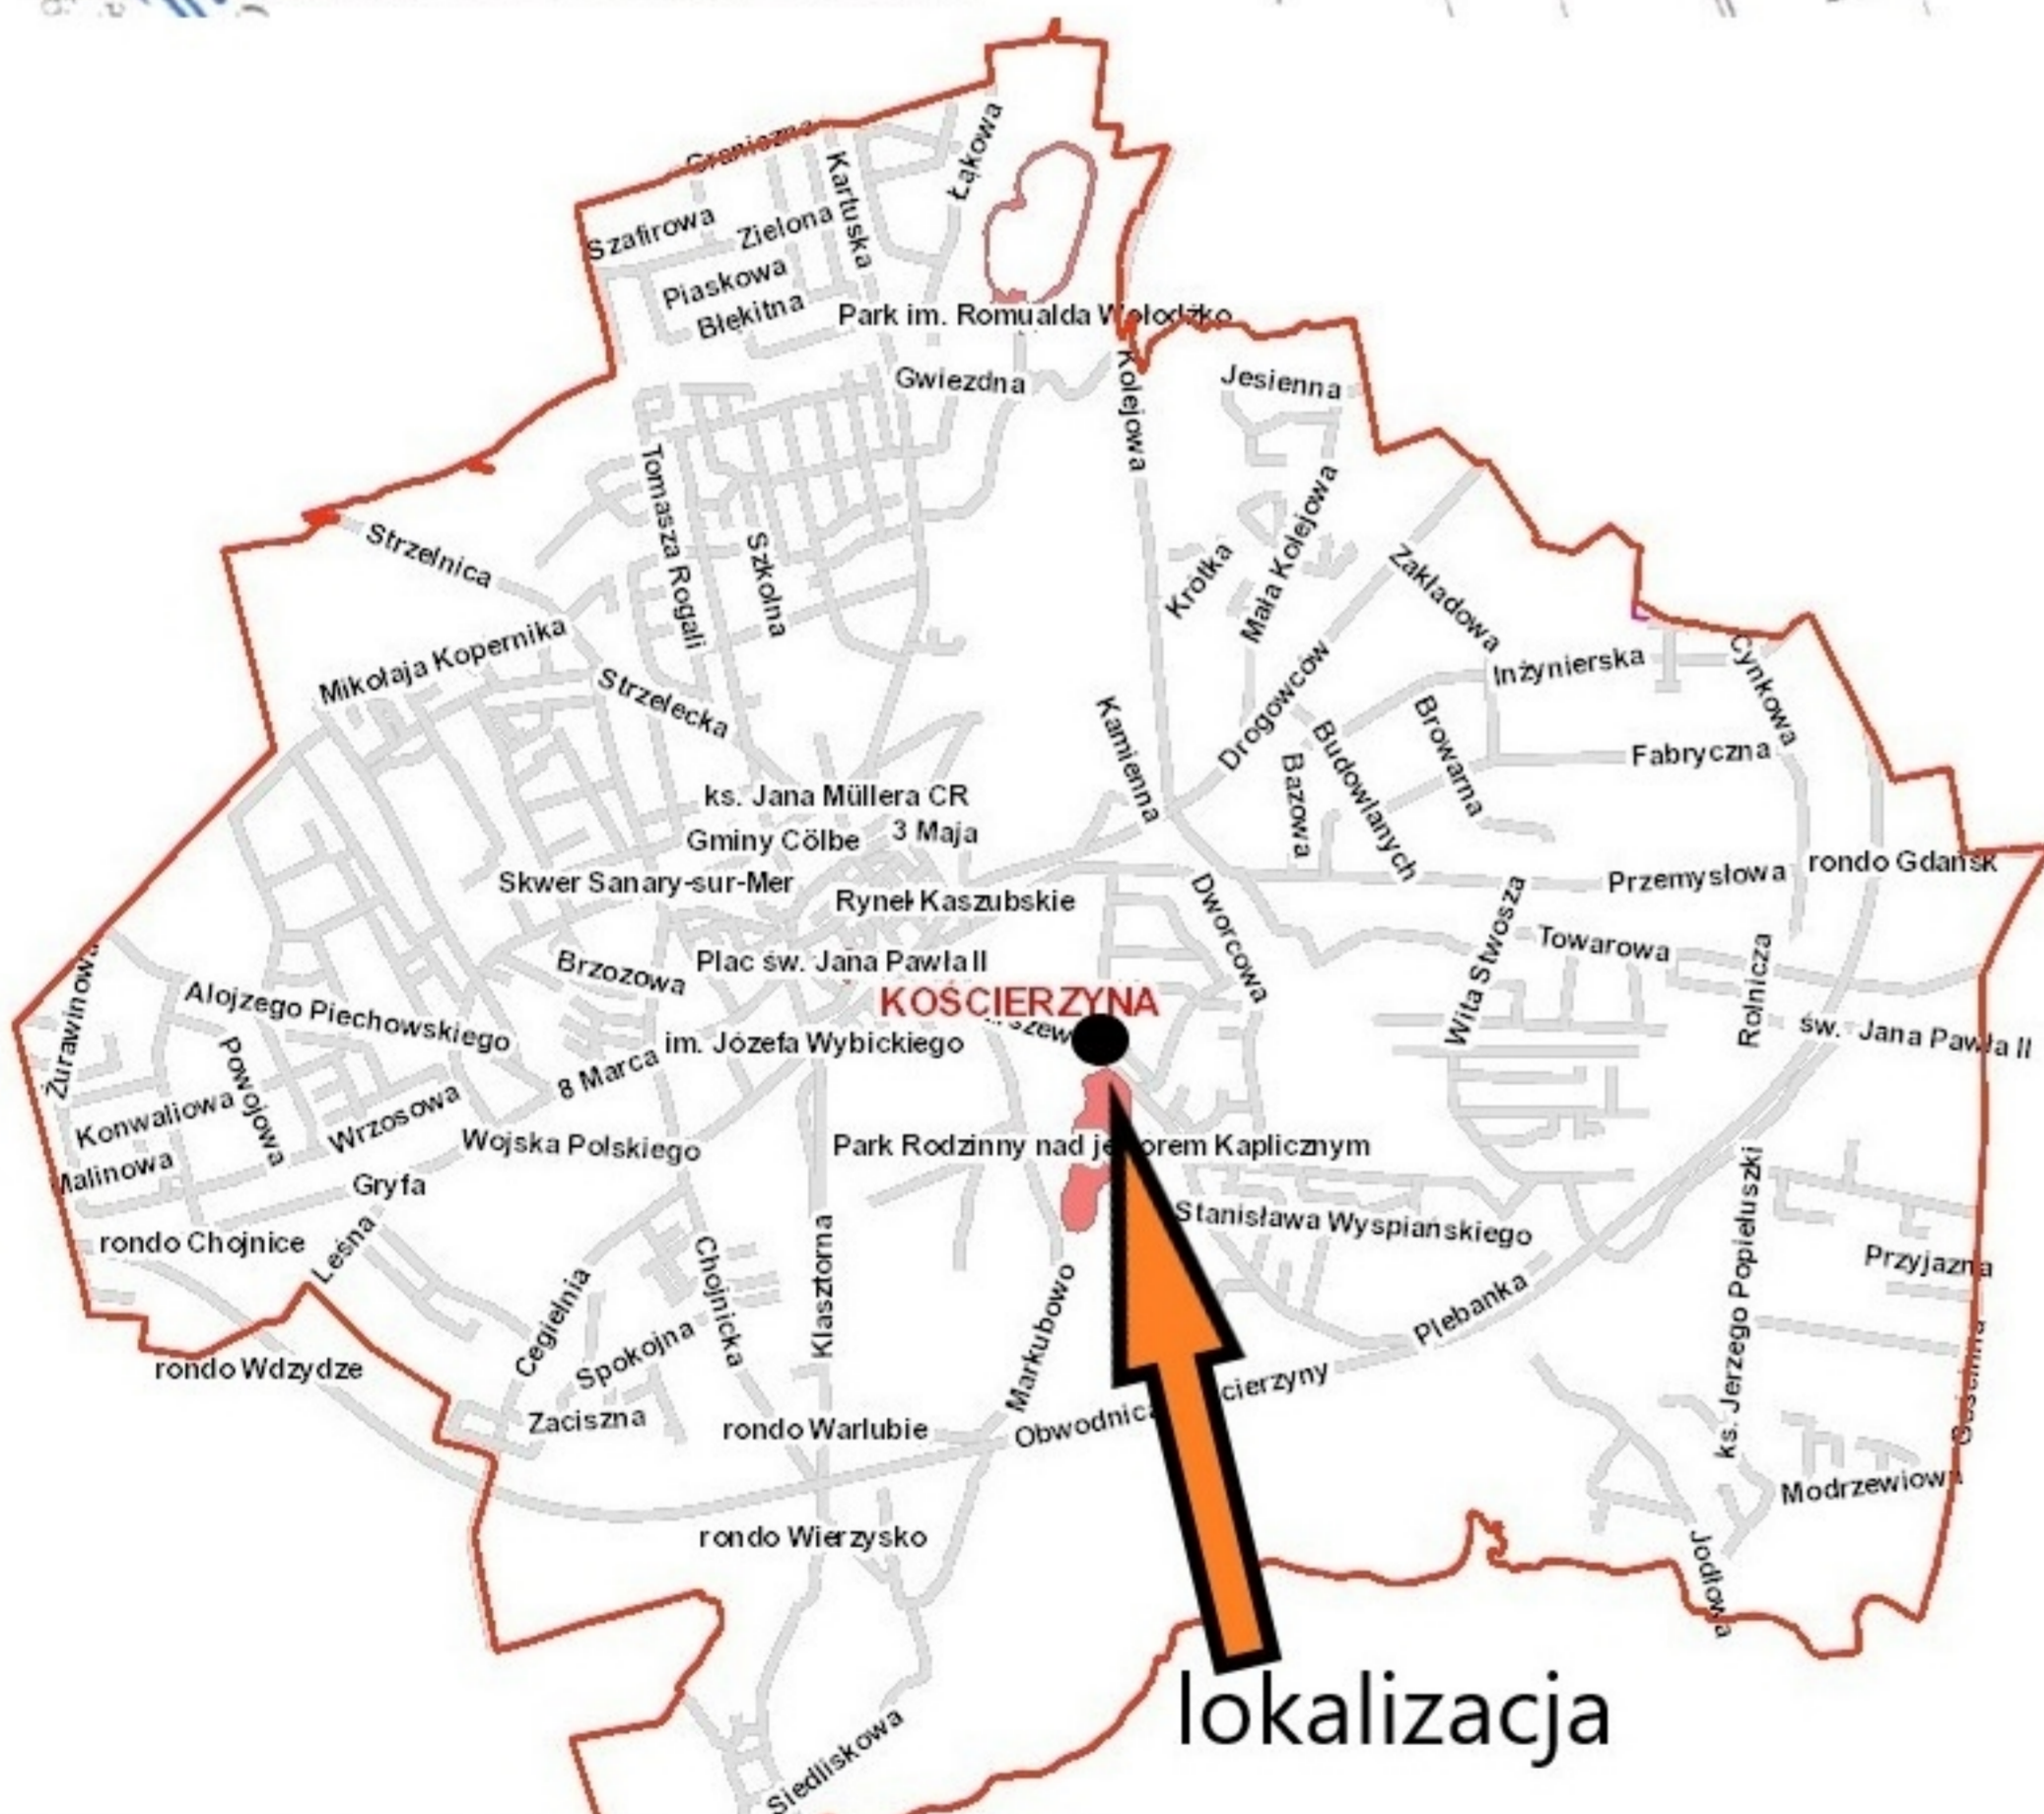 Graniczna
Łąkowa
Kartuska
Szafirowa
Zielona
Piaskowa
Błękitna
Park im. Romualda Wołodźko
Gwiezdna
Kolejowa
Jesienna
Tomasza Rogali
Szkolna
Strzelnica
Krótka
Mała Kolejowa
Zakładowa
Mikołaja Kopernika
Strzelecka
Inżynierska
Cynkowa
Kamienna
Drogowców
Browarna
Budowlanych
Bazowa
Fabryczna
ks. Jana Müllera CR
Gminy Cölbe
3 Maja
Skwer Sanary-sur-Mer
Rynek Kaszubskie
Przemysłowa
rondo Gdańsk
Dworcowa
Wita Stwosza
Towarowa
Rolnicza
Żurawinowa
Brzozowa
Plac św. Jana Pawła II
Alojzego Piechowskiego
KOŚCIERZYNA
im. Józefa Wybickiego
św. Jana Pawła II
8 Marca
Powojowa
Konwaliowa
Wrzosowa
Malinowa
Wojska Polskiego
Park Rodzinny nad je orem Kaplicznym
Gryfa
Stanisława Wyspiańskiego
rondo Chojnice
Leśna
Chojnicka
Klasztorna
ks. Jerzego Popiełuszki
Przyjazna
Cegielnia
Spokojna
Markubowo
Plebanka
rondo Wdzydze
Zaciszna
rondo Warlubie
Obwodnica cierzyny
Gościnna
Modrzewiowa
rondo Wierzysko
Jodłowa
lokalizacja
Siedliskowa